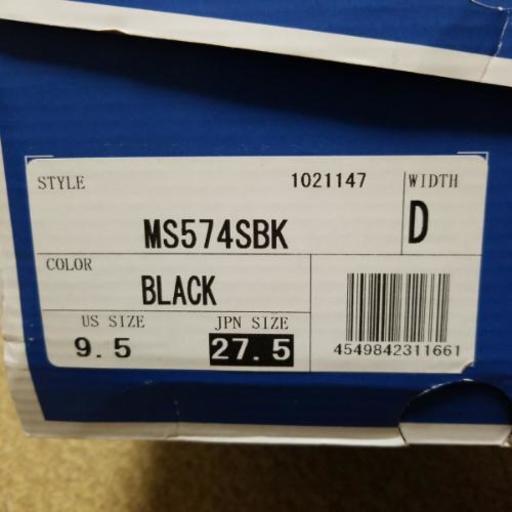 STYLE 1021147 WIDTH
MS574SBK D
COLOR
BLACK
US SIZE JPN SIZE
9.5 27.5
4549842311661